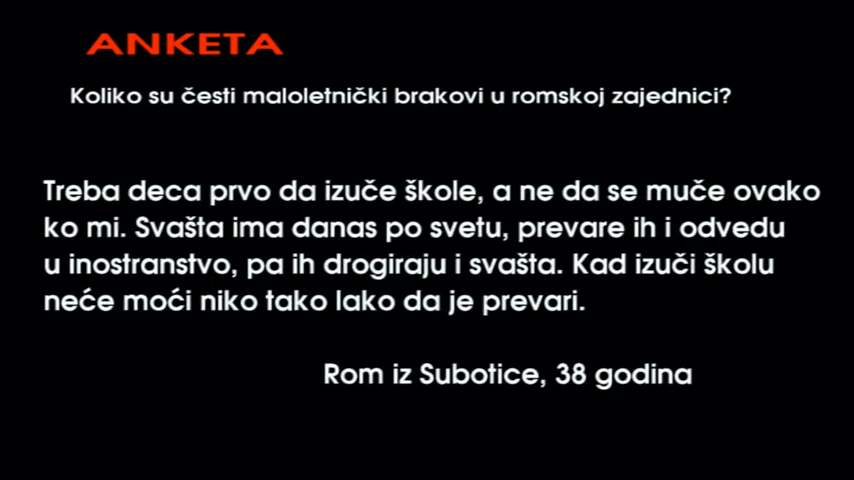 ANKETA
Koliko su česti maloletnički brakovi u romskoj zajednici?
Treba deca prvo da izuče škole, a ne da se muče ovako
ko mi. Svašta ima danas po svetu, prevare ih i odvedu
u inostranstvo, pa ih drogiraju i svašta. Kad izuči školu
neće moći niko tako lako da je prevari.
Rom iz Subotice, 38 godina